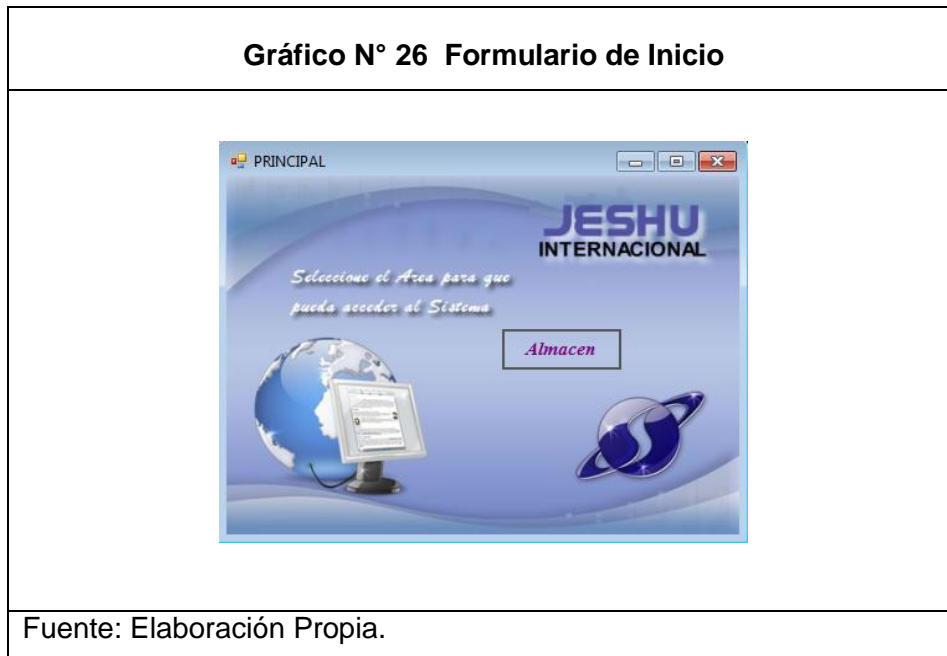 Gráfico N° 26 Formulario de Inicio
PRINCIPAL
JESHU
INTERNACIONAL
Seleccione el Area para que
pueda acceder al Sistema
Almacen
Fuente: Elaboración Propia.